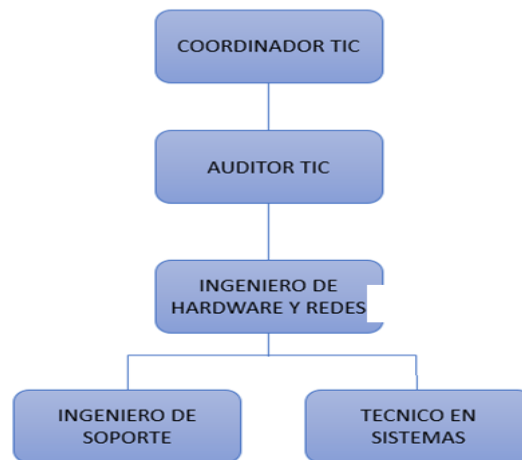 COORDINADOR TIC
AUDITOR TIC
INGENIERO DE
HARDWARE Y REDES
INGENIERO DE
SOPORTE
TECNICO EN
SISTEMAS